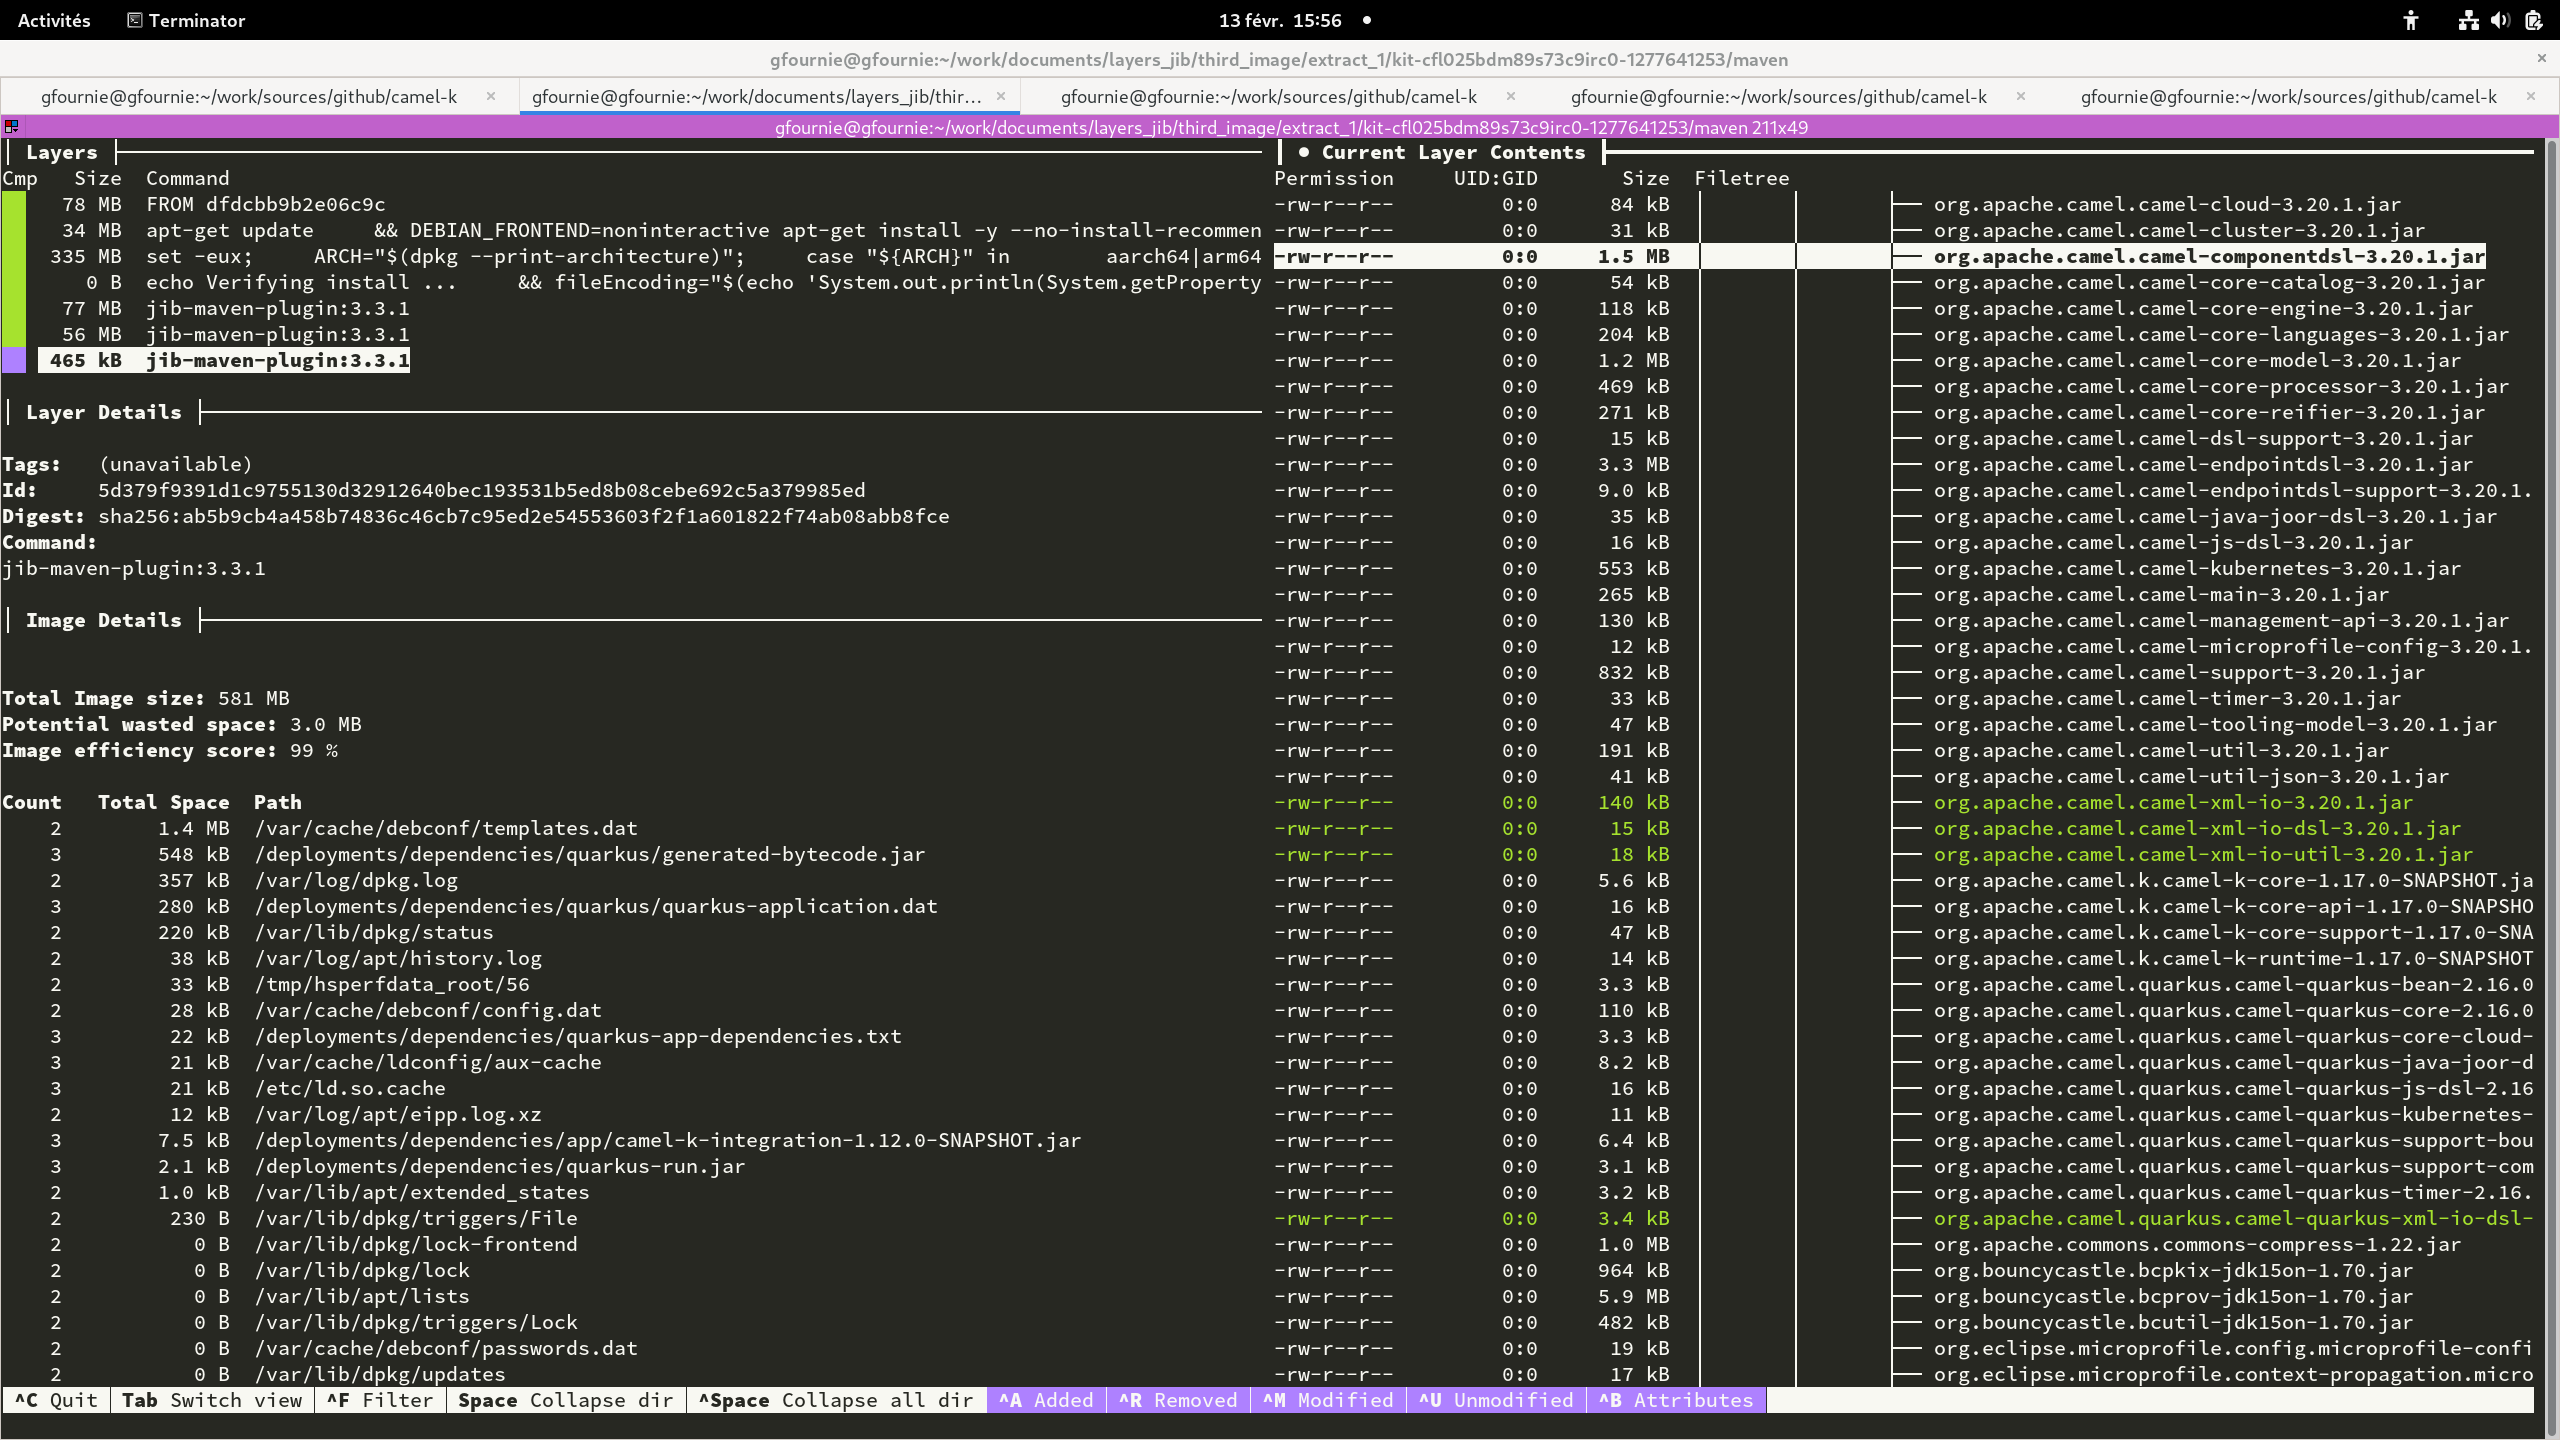 Activités Terminator 13 févr. 15:56
gfournie@gfournie:~/work/documents/layers_jib/third_image/extract_1/kit-cfl025bdm89s73c9irc0-1277641253/maven ×
gfournie@gfournie:~/work/sources/github/camel-k × gfournie@gfournie:~/work/documents/layers_jib/thir... × gfournie@gfournie:~/work/sources/github/camel-k × gfournie@gfournie:~/work/sources/github/camel-k × gfournie@gfournie:~/work/sources/github/camel-k ×
gfournie@gfournie:~/work/documents/layers_jib/third_image/extract_1/kit-cfl025bdm89s73c9irc0-1277641253/maven 211x49
Layers
Cmp Size Command
78 MB FROM dfdcbb9b2e06c9c
34 MB apt-get update && DEBIAN_FRONTEND=noninteractive apt-get install -y --no-install-recommen
335 MB set -eux; ARCH="$(dpkg --print-architecture)"; case "${ARCH}" in aarch64|arm64
0 B echo Verifying install ... && fileEncoding="$(echo 'System.out.println(System.getProperty
77 MB jib-maven-plugin:3.3.1
56 MB jib-maven-plugin:3.3.1
465 kB jib-maven-plugin:3.3.1
Layer Details
Tags: (unavailable)
Id: 5d379f9391d1c9755130d32912640bec193531b5ed8b08cebe692c5a379985ed
Digest: sha256:ab5b9cb4a458b74836c46cb7c95ed2e54553603f2f1a601822f74ab08abb8fce
Command:
jib-maven-plugin:3.3.1
Image Details
Total Image size: 581 MB
Potential wasted space: 3.0 MB
Image efficiency score: 99 %
Count Total Space Path
2 1.4 MB /var/cache/debconf/templates.dat
3 548 kB /deployments/dependencies/quarkus/generated-bytecode.jar
2 357 kB /var/log/dpkg.log
3 280 kB /deployments/dependencies/quarkus/quarkus-application.dat
2 220 kB /var/lib/dpkg/status
2 38 kB /var/log/apt/history.log
2 33 kB /tmp/hsperfdata_root/56
2 28 kB /var/cache/debconf/config.dat
3 22 kB /deployments/dependencies/quarkus-app-dependencies.txt
3 21 kB /var/cache/ldconfig/aux-cache
3 21 kB /etc/ld.so.cache
2 12 kB /var/log/apt/eipp.log.xz
3 7.5 kB /deployments/dependencies/app/camel-k-integration-1.12.0-SNAPSHOT.jar
3 2.1 kB /deployments/dependencies/quarkus-run.jar
2 1.0 kB /var/lib/apt/extended_states
2 230 B /var/lib/dpkg/triggers/File
2 0 B /var/lib/dpkg/lock-frontend
2 0 B /var/lib/dpkg/lock
2 0 B /var/lib/apt/lists
2 0 B /var/lib/dpkg/triggers/Lock
2 0 B /var/cache/debconf/passwords.dat
2 0 B /var/lib/dpkg/updates
● Current Layer Contents
Permission UID:GID Size Filetree
-rw-r--r-- 0:0 84 kB org.apache.camel.camel-cloud-3.20.1.jar
-rw-r--r-- 0:0 31 kB org.apache.camel.camel-cluster-3.20.1.jar
-rw-r--r-- 0:0 1.5 MB org.apache.camel.camel-componentdsl-3.20.1.jar
-rw-r--r-- 0:0 54 kB org.apache.camel.camel-core-catalog-3.20.1.jar
-rw-r--r-- 0:0 118 kB org.apache.camel.camel-core-engine-3.20.1.jar
-rw-r--r-- 0:0 204 kB org.apache.camel.camel-core-languages-3.20.1.jar
-rw-r--r-- 0:0 1.2 MB org.apache.camel.camel-core-model-3.20.1.jar
-rw-r--r-- 0:0 469 kB org.apache.camel.camel-core-processor-3.20.1.jar
-rw-r--r-- 0:0 271 kB org.apache.camel.camel-core-reifier-3.20.1.jar
-rw-r--r-- 0:0 15 kB org.apache.camel.camel-dsl-support-3.20.1.jar
-rw-r--r-- 0:0 3.3 MB org.apache.camel.camel-endpointdsl-3.20.1.jar
-rw-r--r-- 0:0 9.0 kB org.apache.camel.camel-endpointdsl-support-3.20.1.
-rw-r--r-- 0:0 35 kB org.apache.camel.camel-java-joor-dsl-3.20.1.jar
-rw-r--r-- 0:0 16 kB org.apache.camel.camel-js-dsl-3.20.1.jar
-rw-r--r-- 0:0 553 kB org.apache.camel.camel-kubernetes-3.20.1.jar
-rw-r--r-- 0:0 265 kB org.apache.camel.camel-main-3.20.1.jar
-rw-r--r-- 0:0 130 kB org.apache.camel.camel-management-api-3.20.1.jar
-rw-r--r-- 0:0 12 kB org.apache.camel.camel-microprofile-config-3.20.1.
-rw-r--r-- 0:0 832 kB org.apache.camel.camel-support-3.20.1.jar
-rw-r--r-- 0:0 33 kB org.apache.camel.camel-timer-3.20.1.jar
-rw-r--r-- 0:0 47 kB org.apache.camel.camel-tooling-model-3.20.1.jar
-rw-r--r-- 0:0 191 kB org.apache.camel.camel-util-3.20.1.jar
-rw-r--r-- 0:0 41 kB org.apache.camel.camel-util-json-3.20.1.jar
-rw-r--r-- 0:0 140 kB org.apache.camel.camel-xml-io-3.20.1.jar
-rw-r--r-- 0:0 15 kB org.apache.camel.camel-xml-io-dsl-3.20.1.jar
-rw-r--r-- 0:0 18 kB org.apache.camel.camel-xml-io-util-3.20.1.jar
-rw-r--r-- 0:0 5.6 kB org.apache.camel.k.camel-k-core-1.17.0-SNAPSHOT.ja
-rw-r--r-- 0:0 16 kB org.apache.camel.k.camel-k-core-api-1.17.0-SNAPSHO
-rw-r--r-- 0:0 47 kB org.apache.camel.k.camel-k-core-support-1.17.0-SNA
-rw-r--r-- 0:0 14 kB org.apache.camel.k.camel-k-runtime-1.17.0-SNAPSHOT
-rw-r--r-- 0:0 3.3 kB org.apache.camel.quarkus.camel-quarkus-bean-2.16.0
-rw-r--r-- 0:0 110 kB org.apache.camel.quarkus.camel-quarkus-core-2.16.0
-rw-r--r-- 0:0 3.3 kB org.apache.camel.quarkus.camel-quarkus-core-cloud-
-rw-r--r-- 0:0 8.2 kB org.apache.camel.quarkus.camel-quarkus-java-joor-d
-rw-r--r-- 0:0 16 kB org.apache.camel.quarkus.camel-quarkus-js-dsl-2.16
-rw-r--r-- 0:0 11 kB org.apache.camel.quarkus.camel-quarkus-kubernetes-
-rw-r--r-- 0:0 6.4 kB org.apache.camel.quarkus.camel-quarkus-support-bou
-rw-r--r-- 0:0 3.1 kB org.apache.camel.quarkus.camel-quarkus-support-com
-rw-r--r-- 0:0 3.2 kB org.apache.camel.quarkus.camel-quarkus-timer-2.16.
-rw-r--r-- 0:0 3.4 kB org.apache.camel.quarkus.camel-quarkus-xml-io-dsl-
-rw-r--r-- 0:0 1.0 MB org.apache.commons.commons-compress-1.22.jar
-rw-r--r-- 0:0 964 kB org.bouncycastle.bcpkix-jdk15on-1.70.jar
-rw-r--r-- 0:0 5.9 MB org.bouncycastle.bcprov-jdk15on-1.70.jar
-rw-r--r-- 0:0 482 kB org.bouncycastle.bcutil-jdk15on-1.70.jar
-rw-r--r-- 0:0 19 kB org.eclipse.microprofile.config.microprofile-confi
-rw-r--r-- 0:0 17 kB org.eclipse.microprofile.context-propagation.micro
^C Quit Tab Switch view ^F Filter Space Collapse dir ^Space Collapse all dir ^A Added ^R Removed ^M Modified ^U Unmodified ^B Attributes